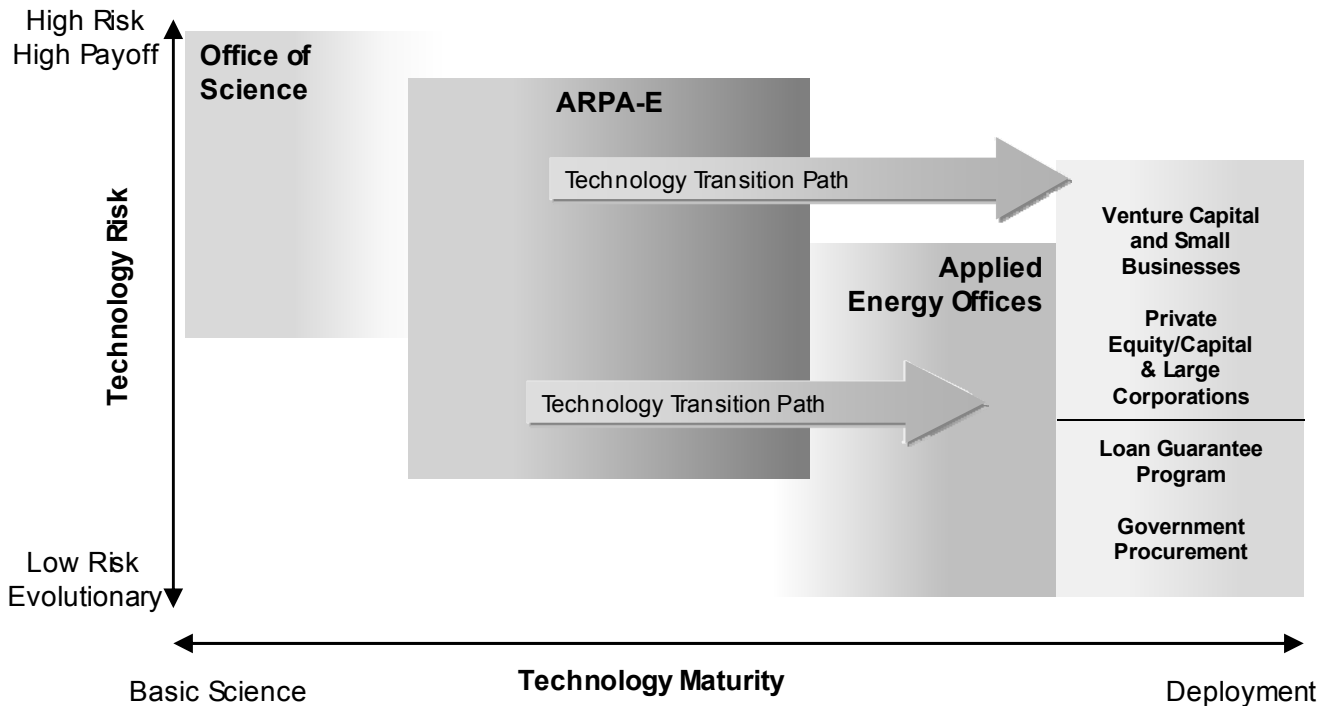 High Risk
High Payoff
Office of
Science
ARPA-E
Technology Transition Path
Technology Risk
Venture Capital
and Small
Businesses
Applied
Energy Offices
Private
Equity/Capital
& Large
Corporations
Technology Transition Path
Loan Guarantee
Program
Government
Procurement
Low Risk
Evolutionary
Technology Maturity
Basic Science
Deployment